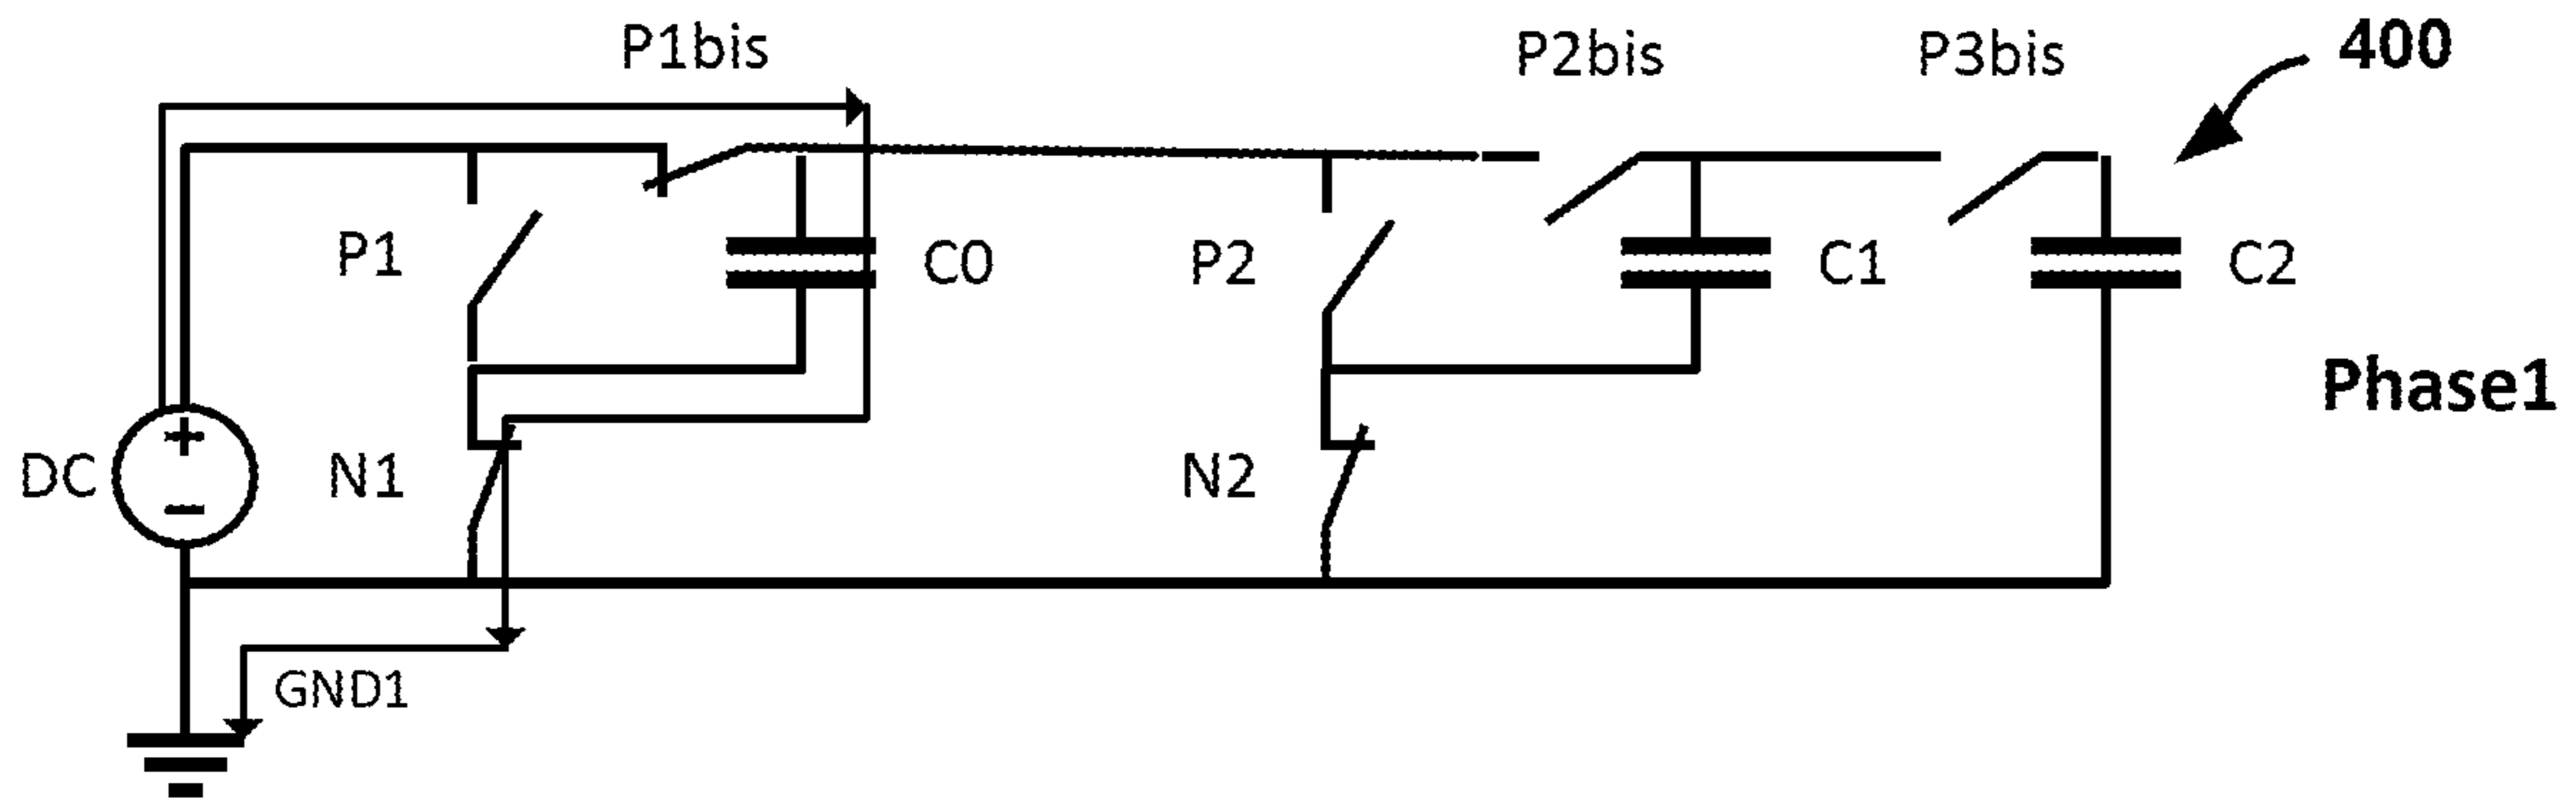 P1bis
P2bis
P3bis
400
P1
C0
P2
C1
C2
Phase1
DC
+
−
N1
N2
GND1